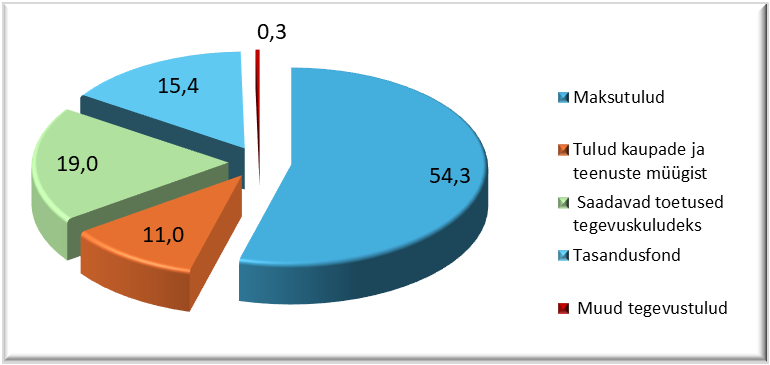 0,3
15,4
19,0
54,3
11,0
Maksutulud
Tulud kaupade ja
teenuste müügist
Saadavad toetused
tegevuskuludeks
Tasandusfond
Muud tegevustulud